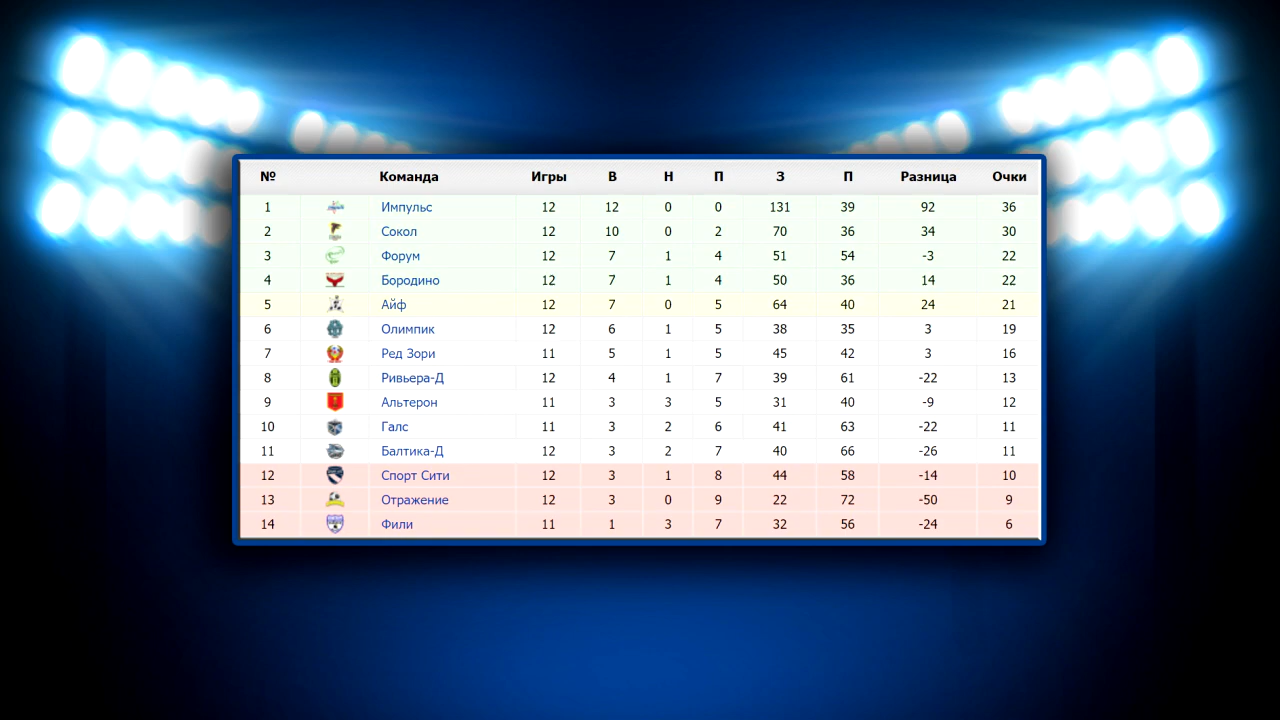 № Команда Игры В Н П З П Разница Очки
1 Импульс 12 12 0 0 131 39 92 36
2 Сокол 12 10 0 2 70 36 34 30
3 Форум 12 7 1 4 51 54 -3 22
4 Бородино 12 7 1 4 50 36 14 22
5 Айф 12 7 0 5 64 40 24 21
6 Олимпик 12 6 1 5 38 35 3 19
7 Ред Зори 11 5 1 5 45 42 3 16
8 Ривьера-Д 12 4 1 7 39 61 -22 13
9 Альтерон 11 3 3 5 31 40 -9 12
10 Галс 11 3 2 6 41 63 -22 11
11 Балтика-Д 12 3 2 7 40 66 -26 11
12 Спорт Сити 12 3 1 8 44 58 -14 10
13 Отражение 12 3 0 9 22 72 -50 9
14 Фили 11 1 3 7 32 56 -24 6